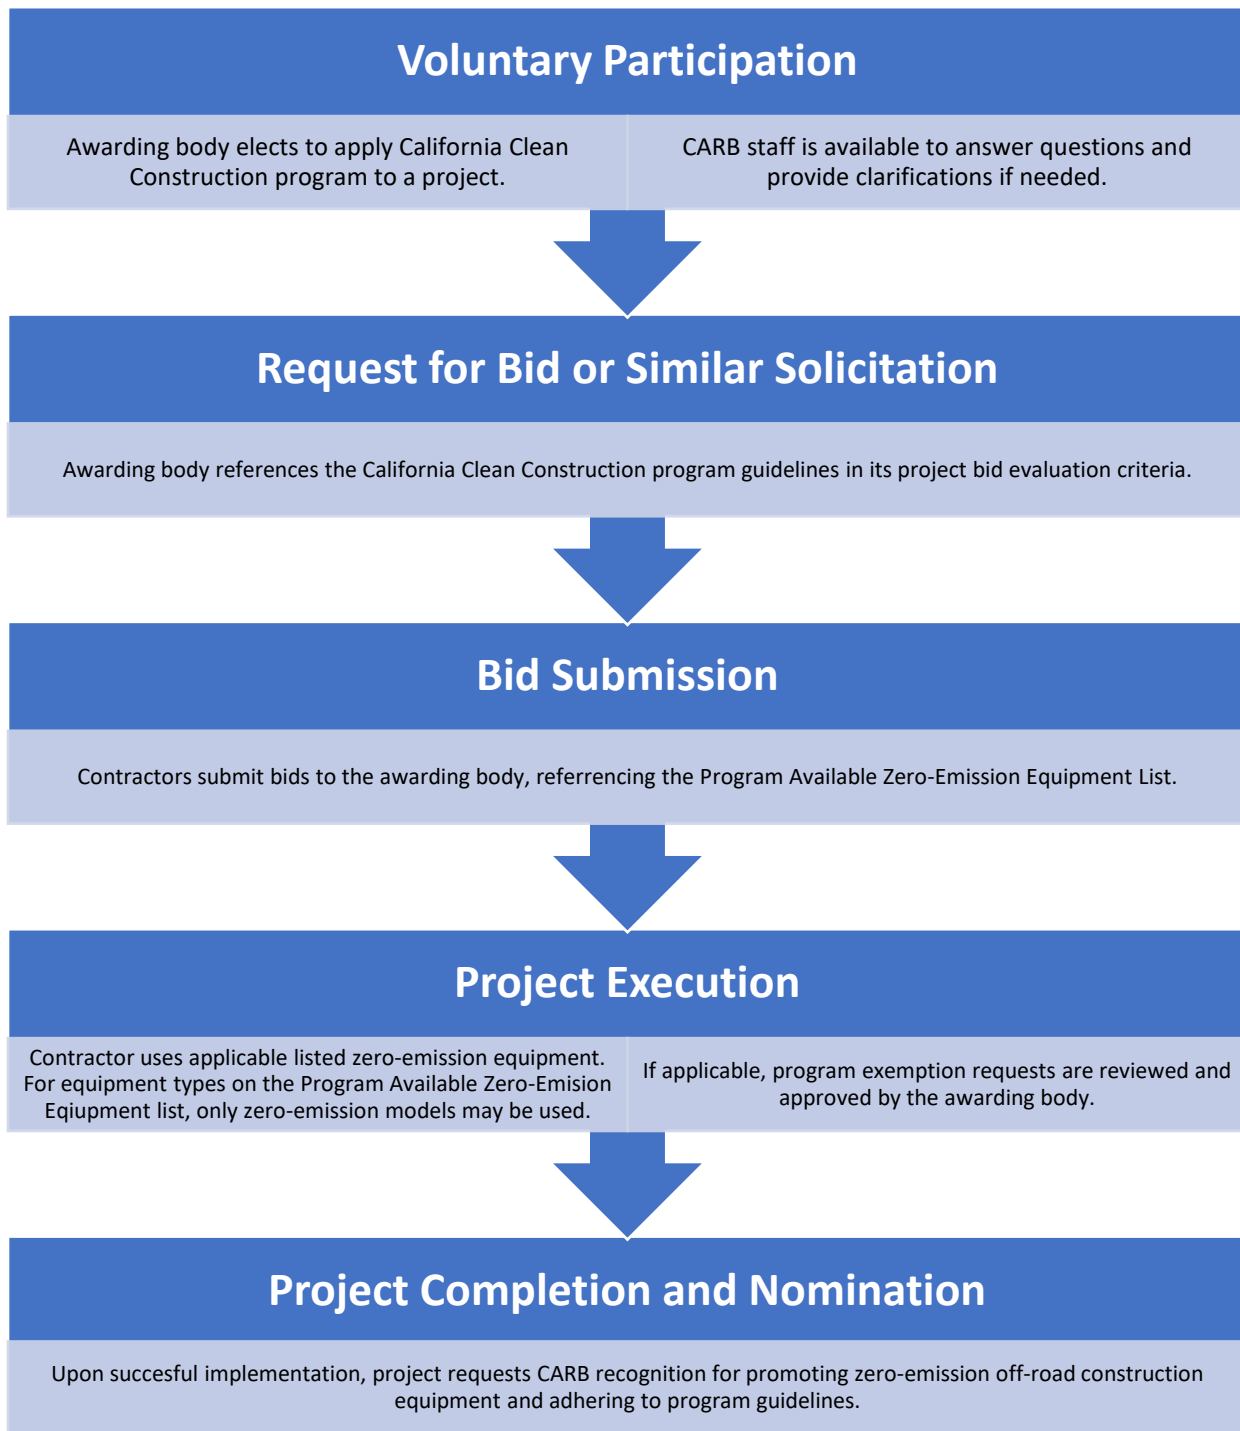 Voluntary Participation
Awarding body elects to apply California Clean
Construction program to a project.
CARB staff is available to answer questions and
provide clarifications if needed.
Request for Bid or Similar Solicitation
Awarding body references the California Clean Construction program guidelines in its project bid evaluation criteria.
Bid Submission
Contractors submit bids to the awarding body, referrencing the Program Available Zero-Emission Equipment List.
Project Execution
Contractor uses applicable listed zero-emission equipment.
For equipment types on the Program Available Zero-Emision
Eqiupment list, only zero-emission models may be used.
If applicable, program exemption requests are reviewed and
approved by the awarding body.
Project Completion and Nomination
Upon succesful implementation, project requests CARB recognition for promoting zero-emission off-road construction
equipment and adhering to program guidelines.